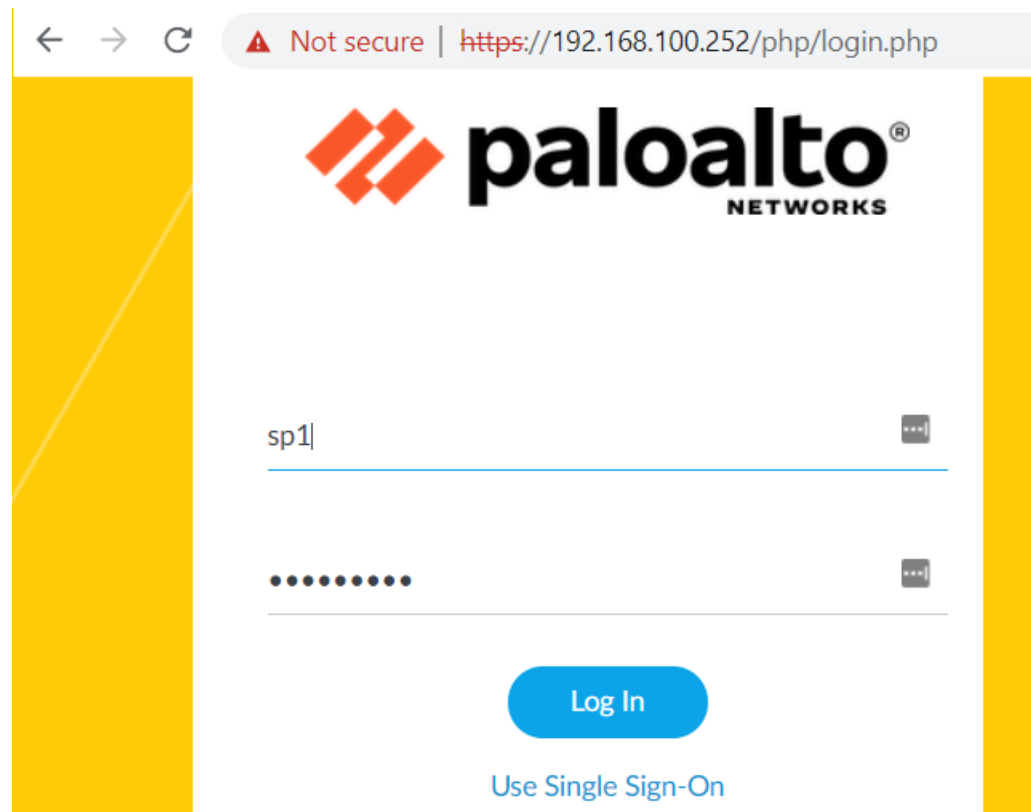 Not secure | https://192.168.100.252/php/login.php
paloalto®
NETWORKS
sp1
•••••••••
Log In
Use Single Sign-On